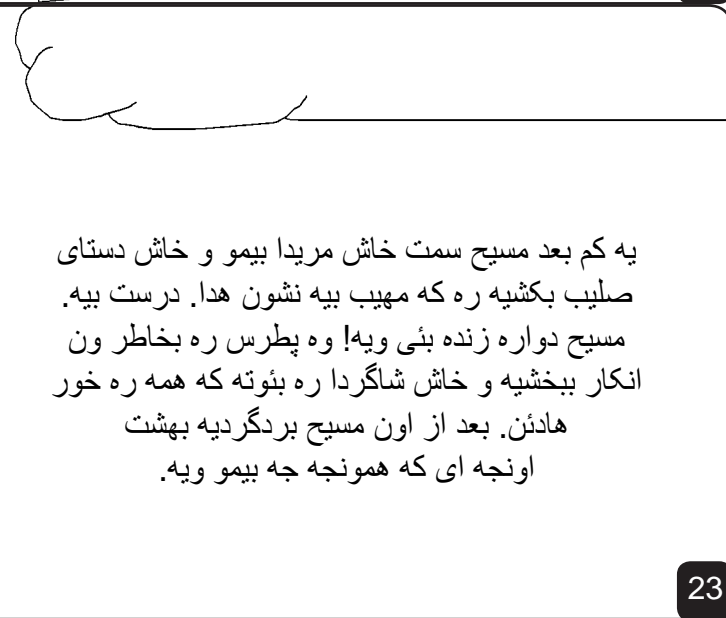 یه کم بعد مسیح سمت خاش مریدا بیمو و خاش دستای
صلیب بکشیه ره که مهیب بیه نشون هدا. درست بیه.
مسیح دواره زنده بئی ویه! وه پطرس ره بخاطر ون
انکار ببخشیه و خاش شاگردا ره بئوته که همه ره خور
هادئن. بعد از اون مسیح بردگردیه بهشت
اونجه ای که همونجه جه بیمو ویه.
23